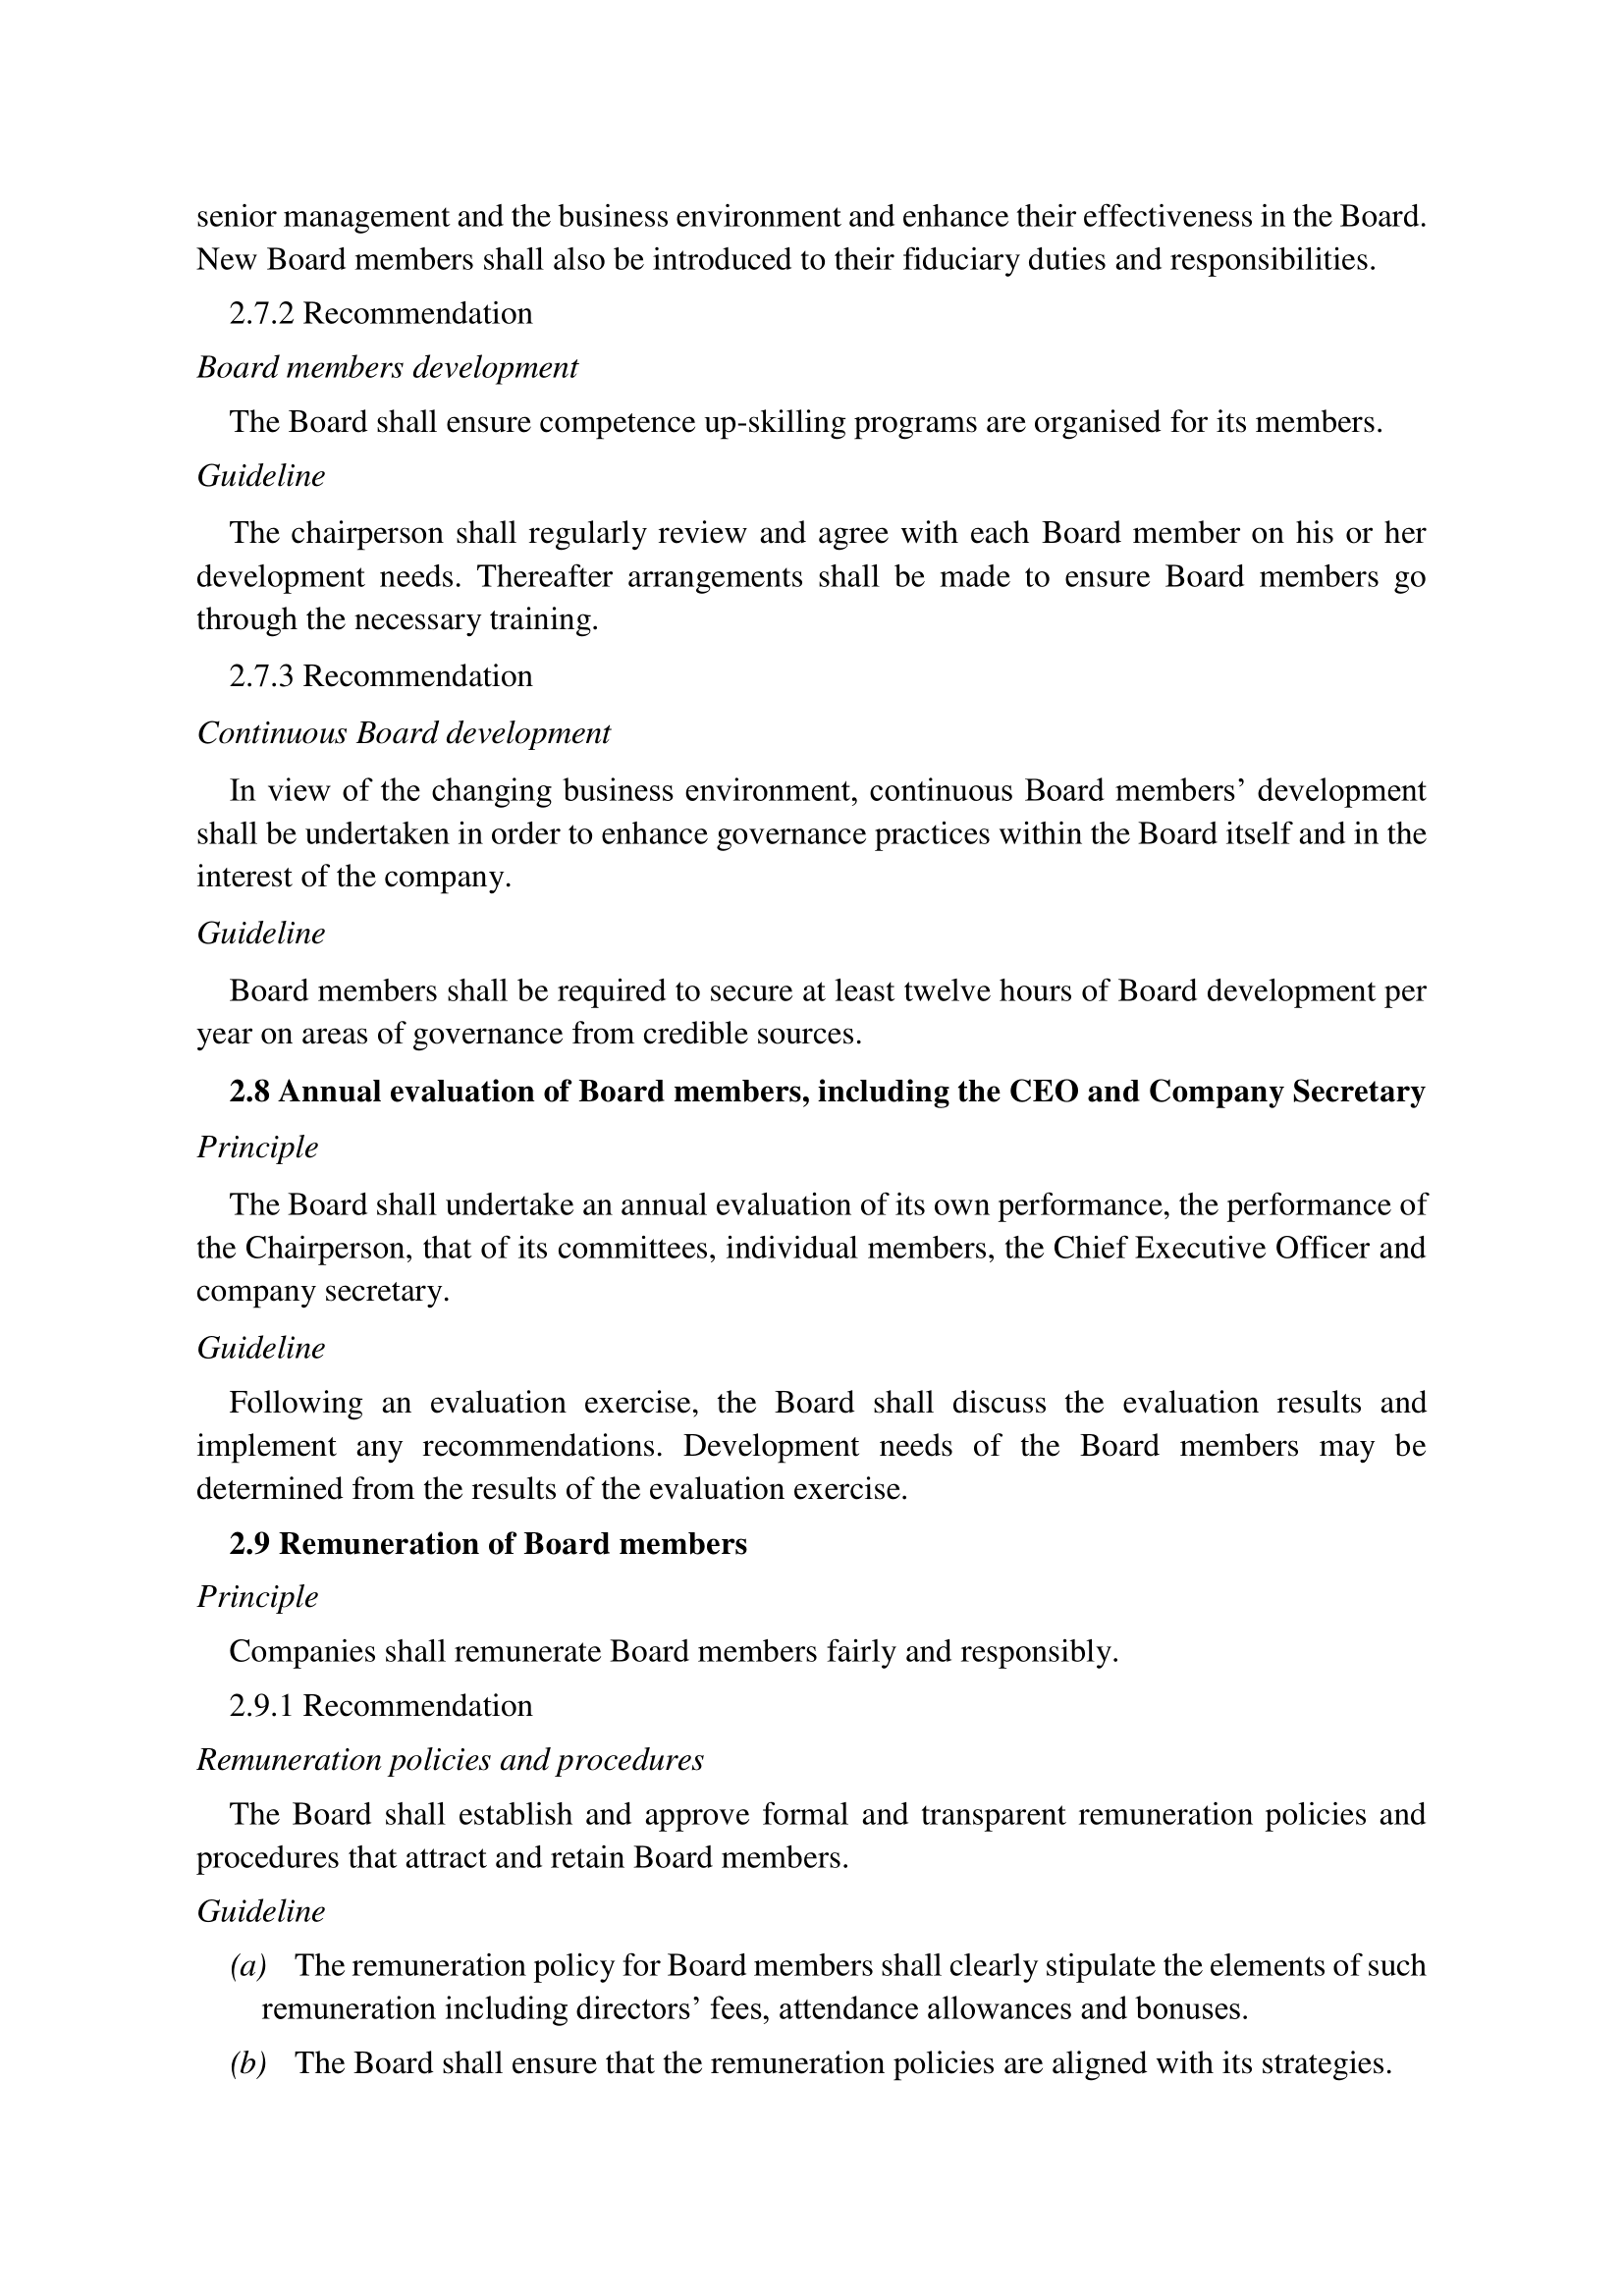 senior management and the business environment and enhance their effectiveness in the Board.
New Board members shall also be introduced to their fiduciary duties and responsibilities.
2.7.2 Recommendation
Board members development
The Board shall ensure competence up-skilling programs are organised for its members.
Guideline
The chairperson shall regularly review and agree with each Board member on his or her
development needs. Thereafter arrangements shall be made to ensure Board members go
through the necessary training.
2.7.3 Recommendation
Continuous Board development
In view of the changing business environment, continuous Board members’ development
shall be undertaken in order to enhance governance practices within the Board itself and in the
interest of the company.
Guideline
Board members shall be required to secure at least twelve hours of Board development per
year on areas of governance from credible sources.
2.8 Annual evaluation of Board members, including the CEO and Company Secretary
Principle
The Board shall undertake an annual evaluation of its own performance, the performance of
the Chairperson, that of its committees, individual members, the Chief Executive Officer and
company secretary.
Guideline
Following an evaluation exercise, the Board shall discuss the evaluation results and
implement any recommendations. Development needs of the Board members may be
determined from the results of the evaluation exercise.
2.9 Remuneration of Board members
Principle
Companies shall remunerate Board members fairly and responsibly.
2.9.1 Recommendation
Remuneration policies and procedures
The Board shall establish and approve formal and transparent remuneration policies and
procedures that attract and retain Board members.
Guideline
(a) The remuneration policy for Board members shall clearly stipulate the elements of such
remuneration including directors’ fees, attendance allowances and bonuses.
(b) The Board shall ensure that the remuneration policies are aligned with its strategies.